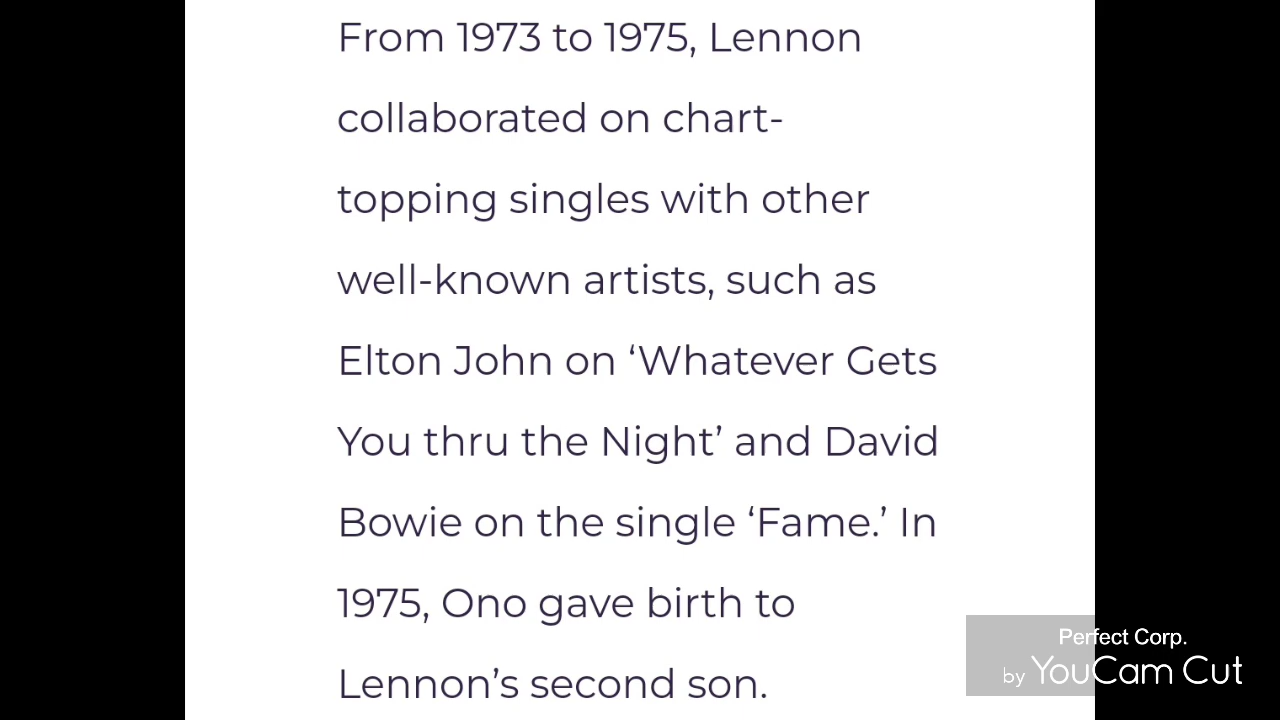 From 1973 to 1975, Lennon
collaborated on chart-
topping singles with other
well-known artists, such as
Elton John on ‘Whatever Gets
You thru the Night’ and David
Bowie on the single ‘Fame.’ In
1975, Ono gave birth to
Lennon’s second son.
Perfect Corp.
by YouCam Cut